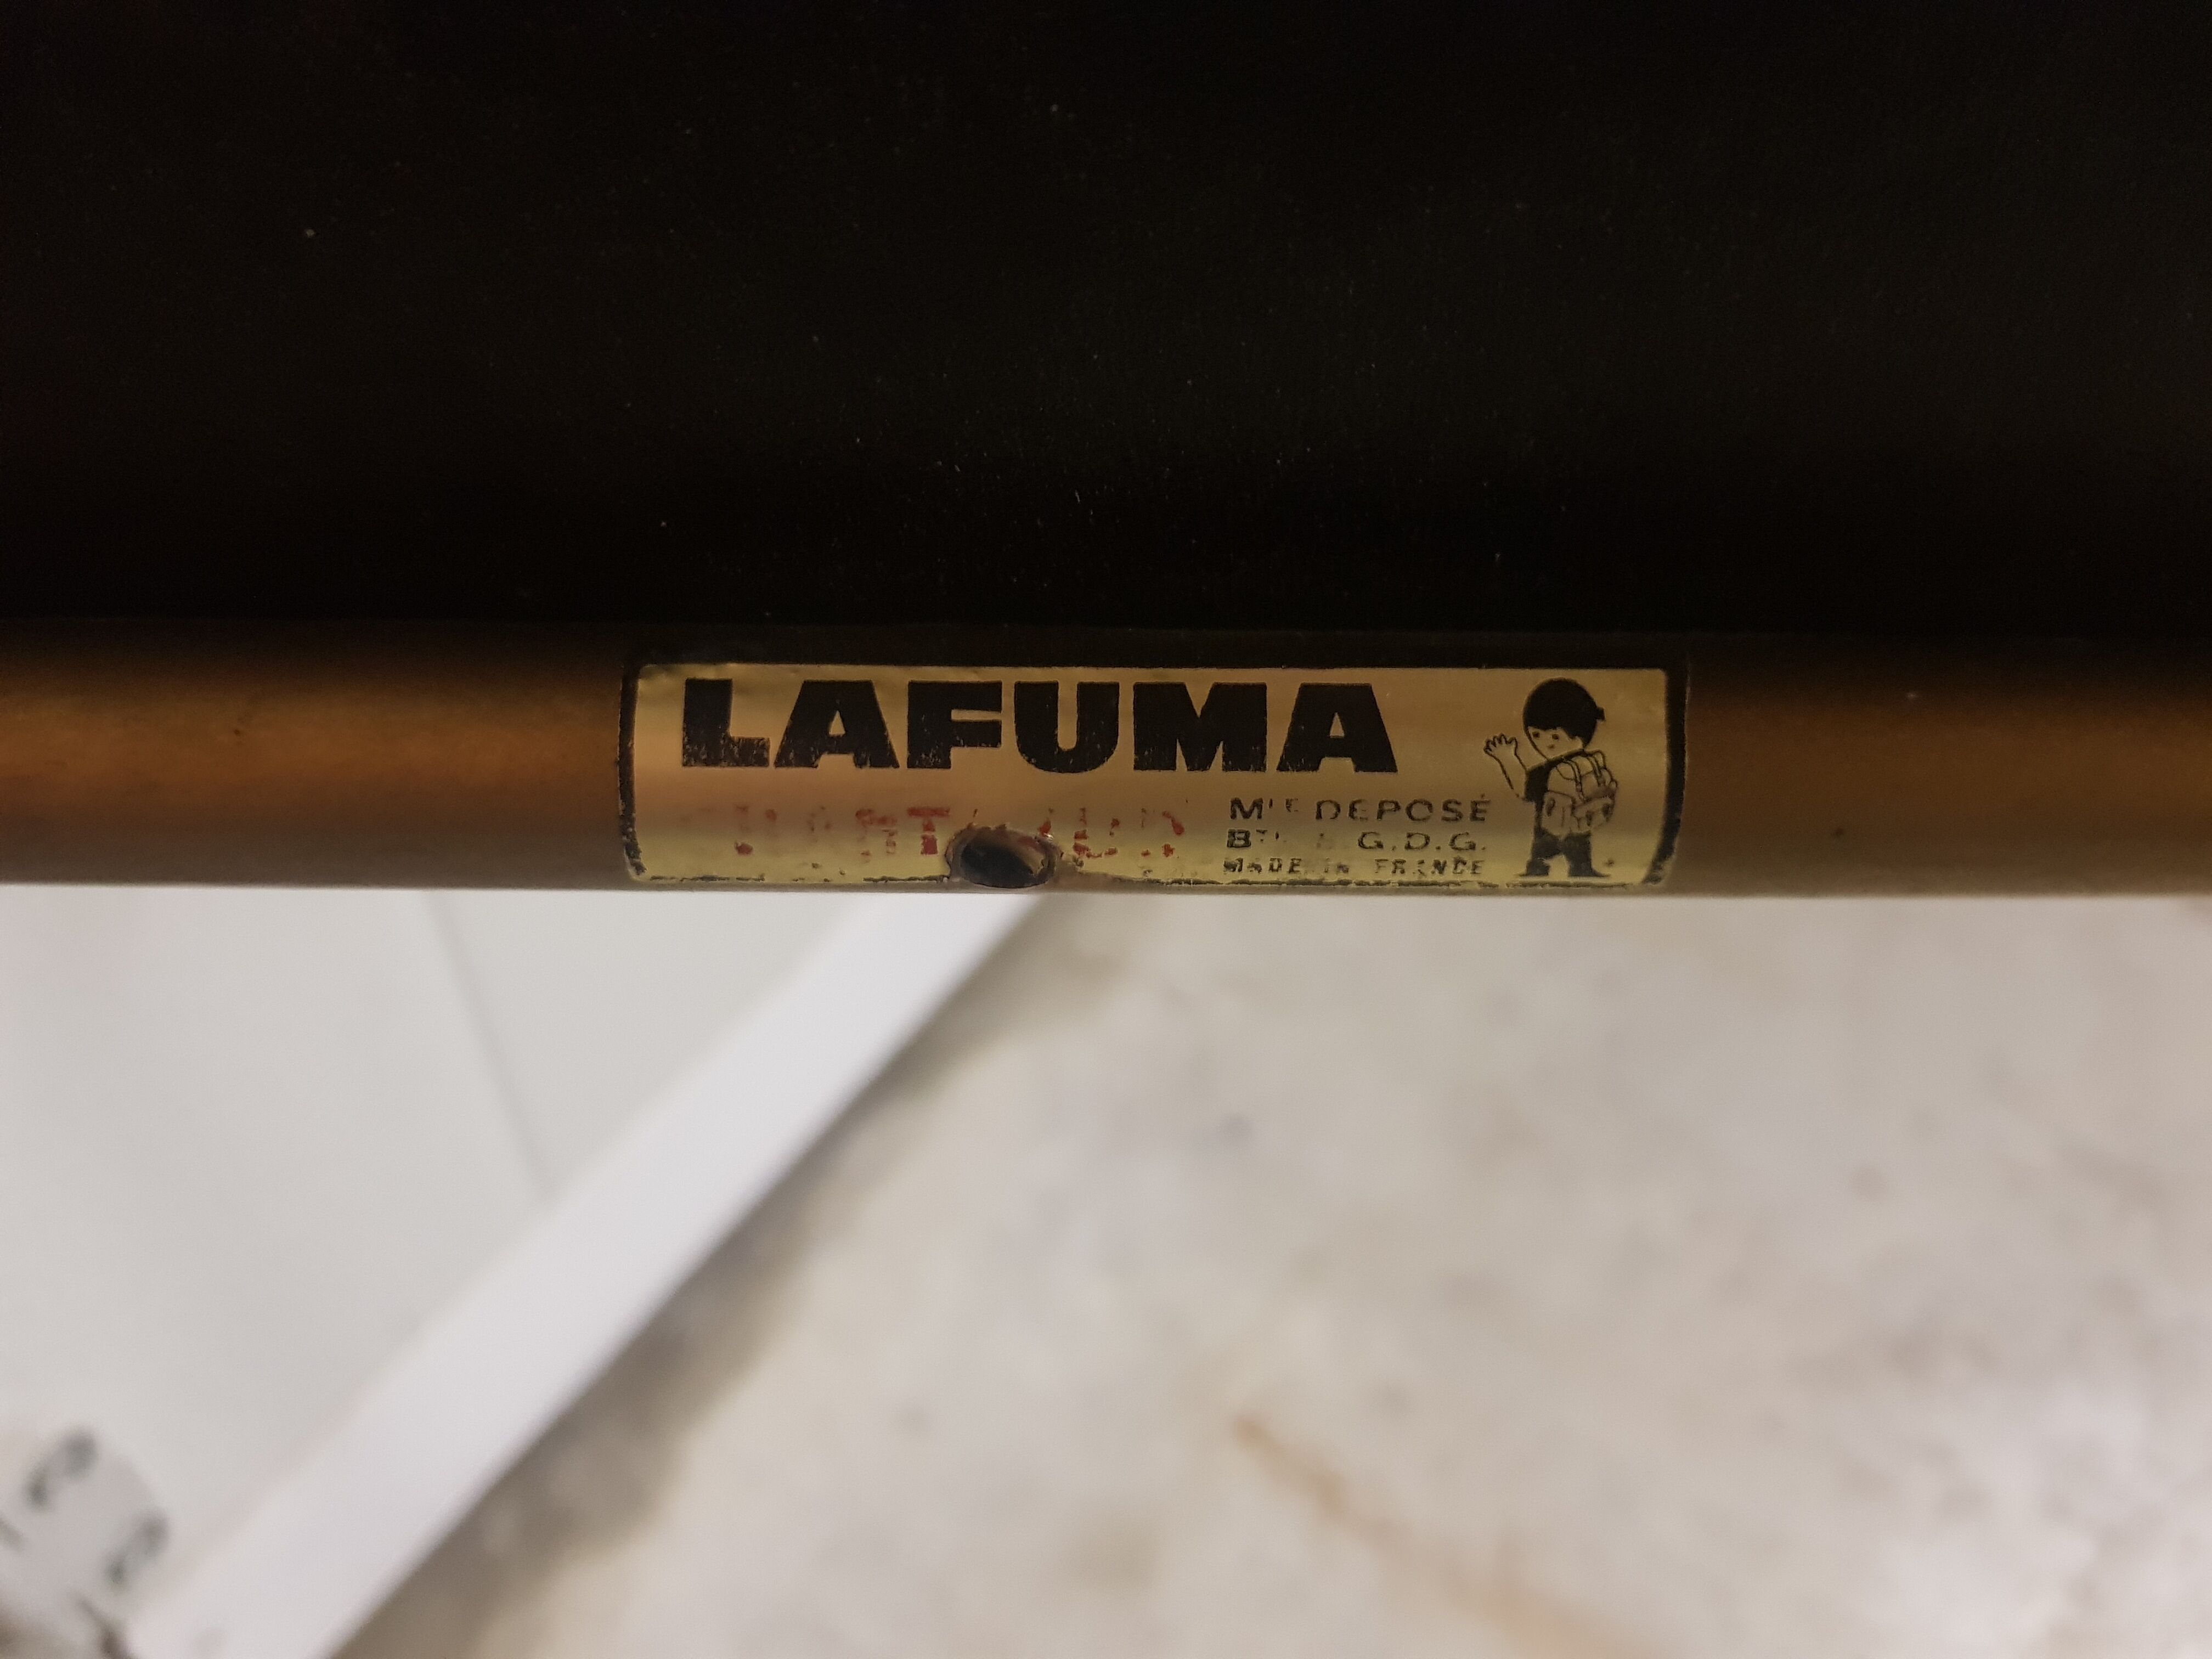 LAFUMA
Mle DEPOSÉ
G.D.G.
MADE IN FRANCE